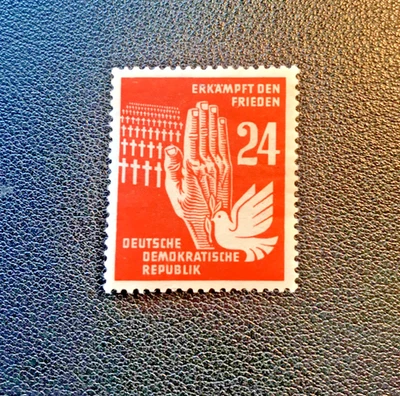 ERKÄMPFT DEN
FRIEDEN
24
DEUTSCHE
DEMOKRATISCHE
REPUBLIK